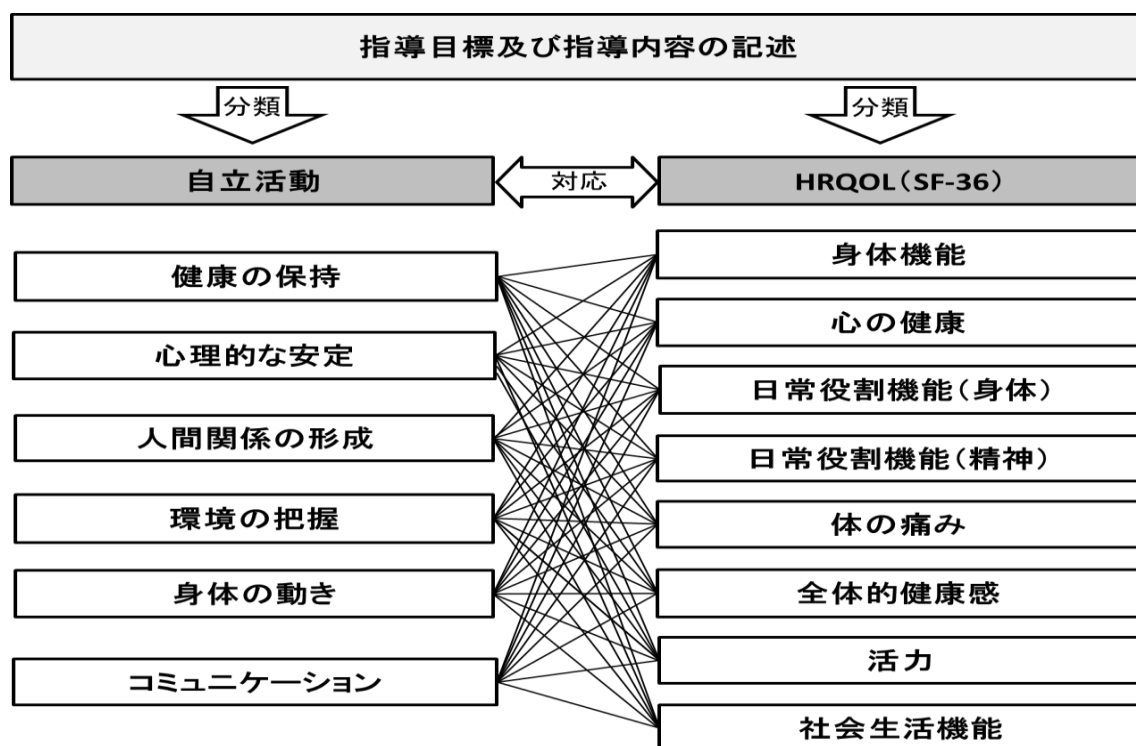 指導目標及び指導内容の記述
分類
分類
自立活動
対応
HRQOL(SF-36)
健康の保持
心理的な安定
人間関係の形成
環境の把握
身体の動き
コミュニケーション
身体機能
心の健康
日常役割機能(身体)
日常役割機能(精神)
体の痛み
全体的健康感
活力
社会生活機能